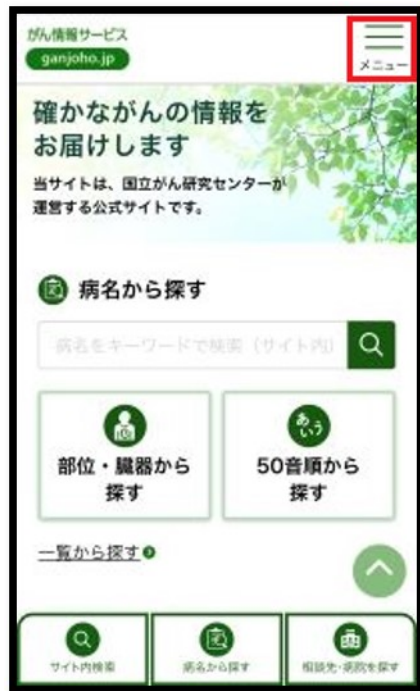 がん情報サービス
ganjoho.jp
メニュー
確かながんの情報を
お届けします
当サイトは、国立がん研究センターが
運営する公式サイトです。
病名から探す
病名をキーワードで検索（サイト内）
あいう
部位・臓器から
探す
50音順から
探す
一覧から探す
サイト内検索
病名から探す
相談先・病院を探す